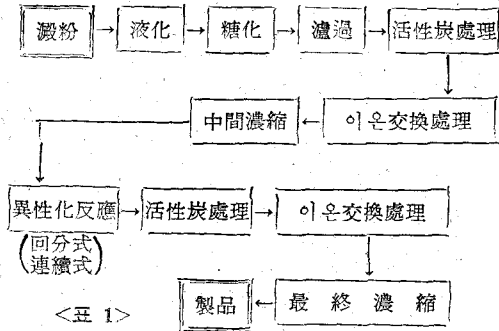 澱粉 → 液化 → 糖化 → 濾過 → 活性炭處理
中間濃縮 ← 이온交換處理
異性化反應 → 活性炭處理 → 이온交換處理
(回分式
連續式)
<표 1> 製品 ← 最終濃縮